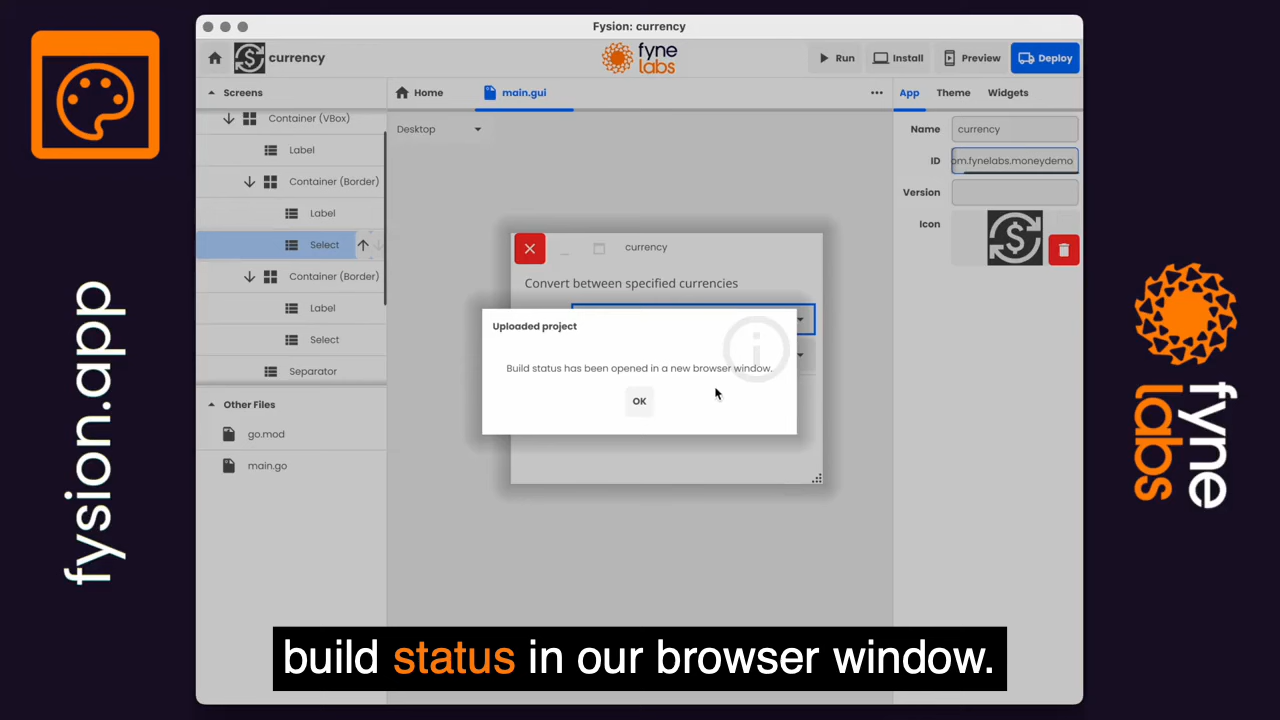 Fysion: currency
currency
fyne
labs
Run
Install
Preview
Deploy
Screens
Home
main.gui
App
Theme
Widgets
Container (VBox)
Label
Container (Border)
Label
Select
Container (Border)
Label
Select
Separator
Other Files
go.mod
main.go
Desktop
Name
currency
ID
om.fynelabs.moneydemo
Version
Icon
currency
Convert between specified currencies
Uploaded project
Build status has been opened in a new browser window.
OK
build status in our browser window.
fysion.app
fyne
labs